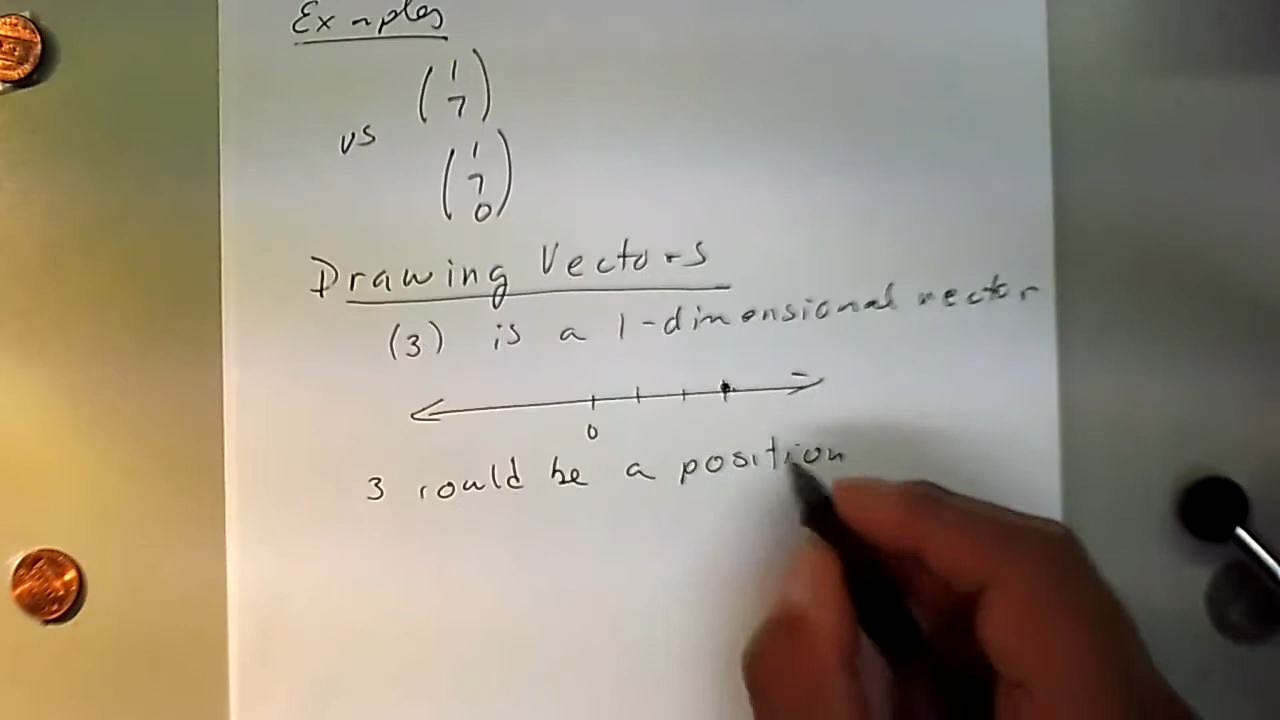 Examples
(1
7)
vs
(1
7
0)
Drawing Vectors
(3) is a 1-dimensional vector
0
3 could be a position